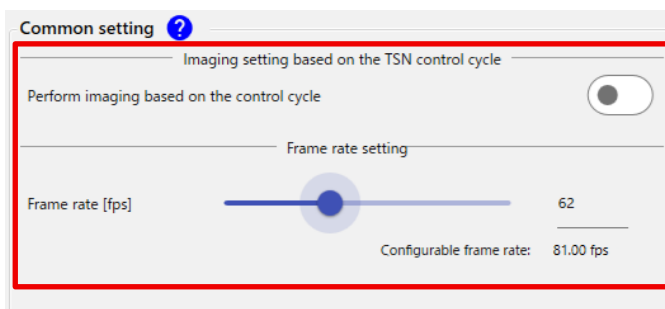 Common setting ?
Imaging setting based on the TSN control cycle
Perform imaging based on the control cycle
Frame rate setting
Frame rate [fps] 62
Configurable frame rate: 81.00 fps